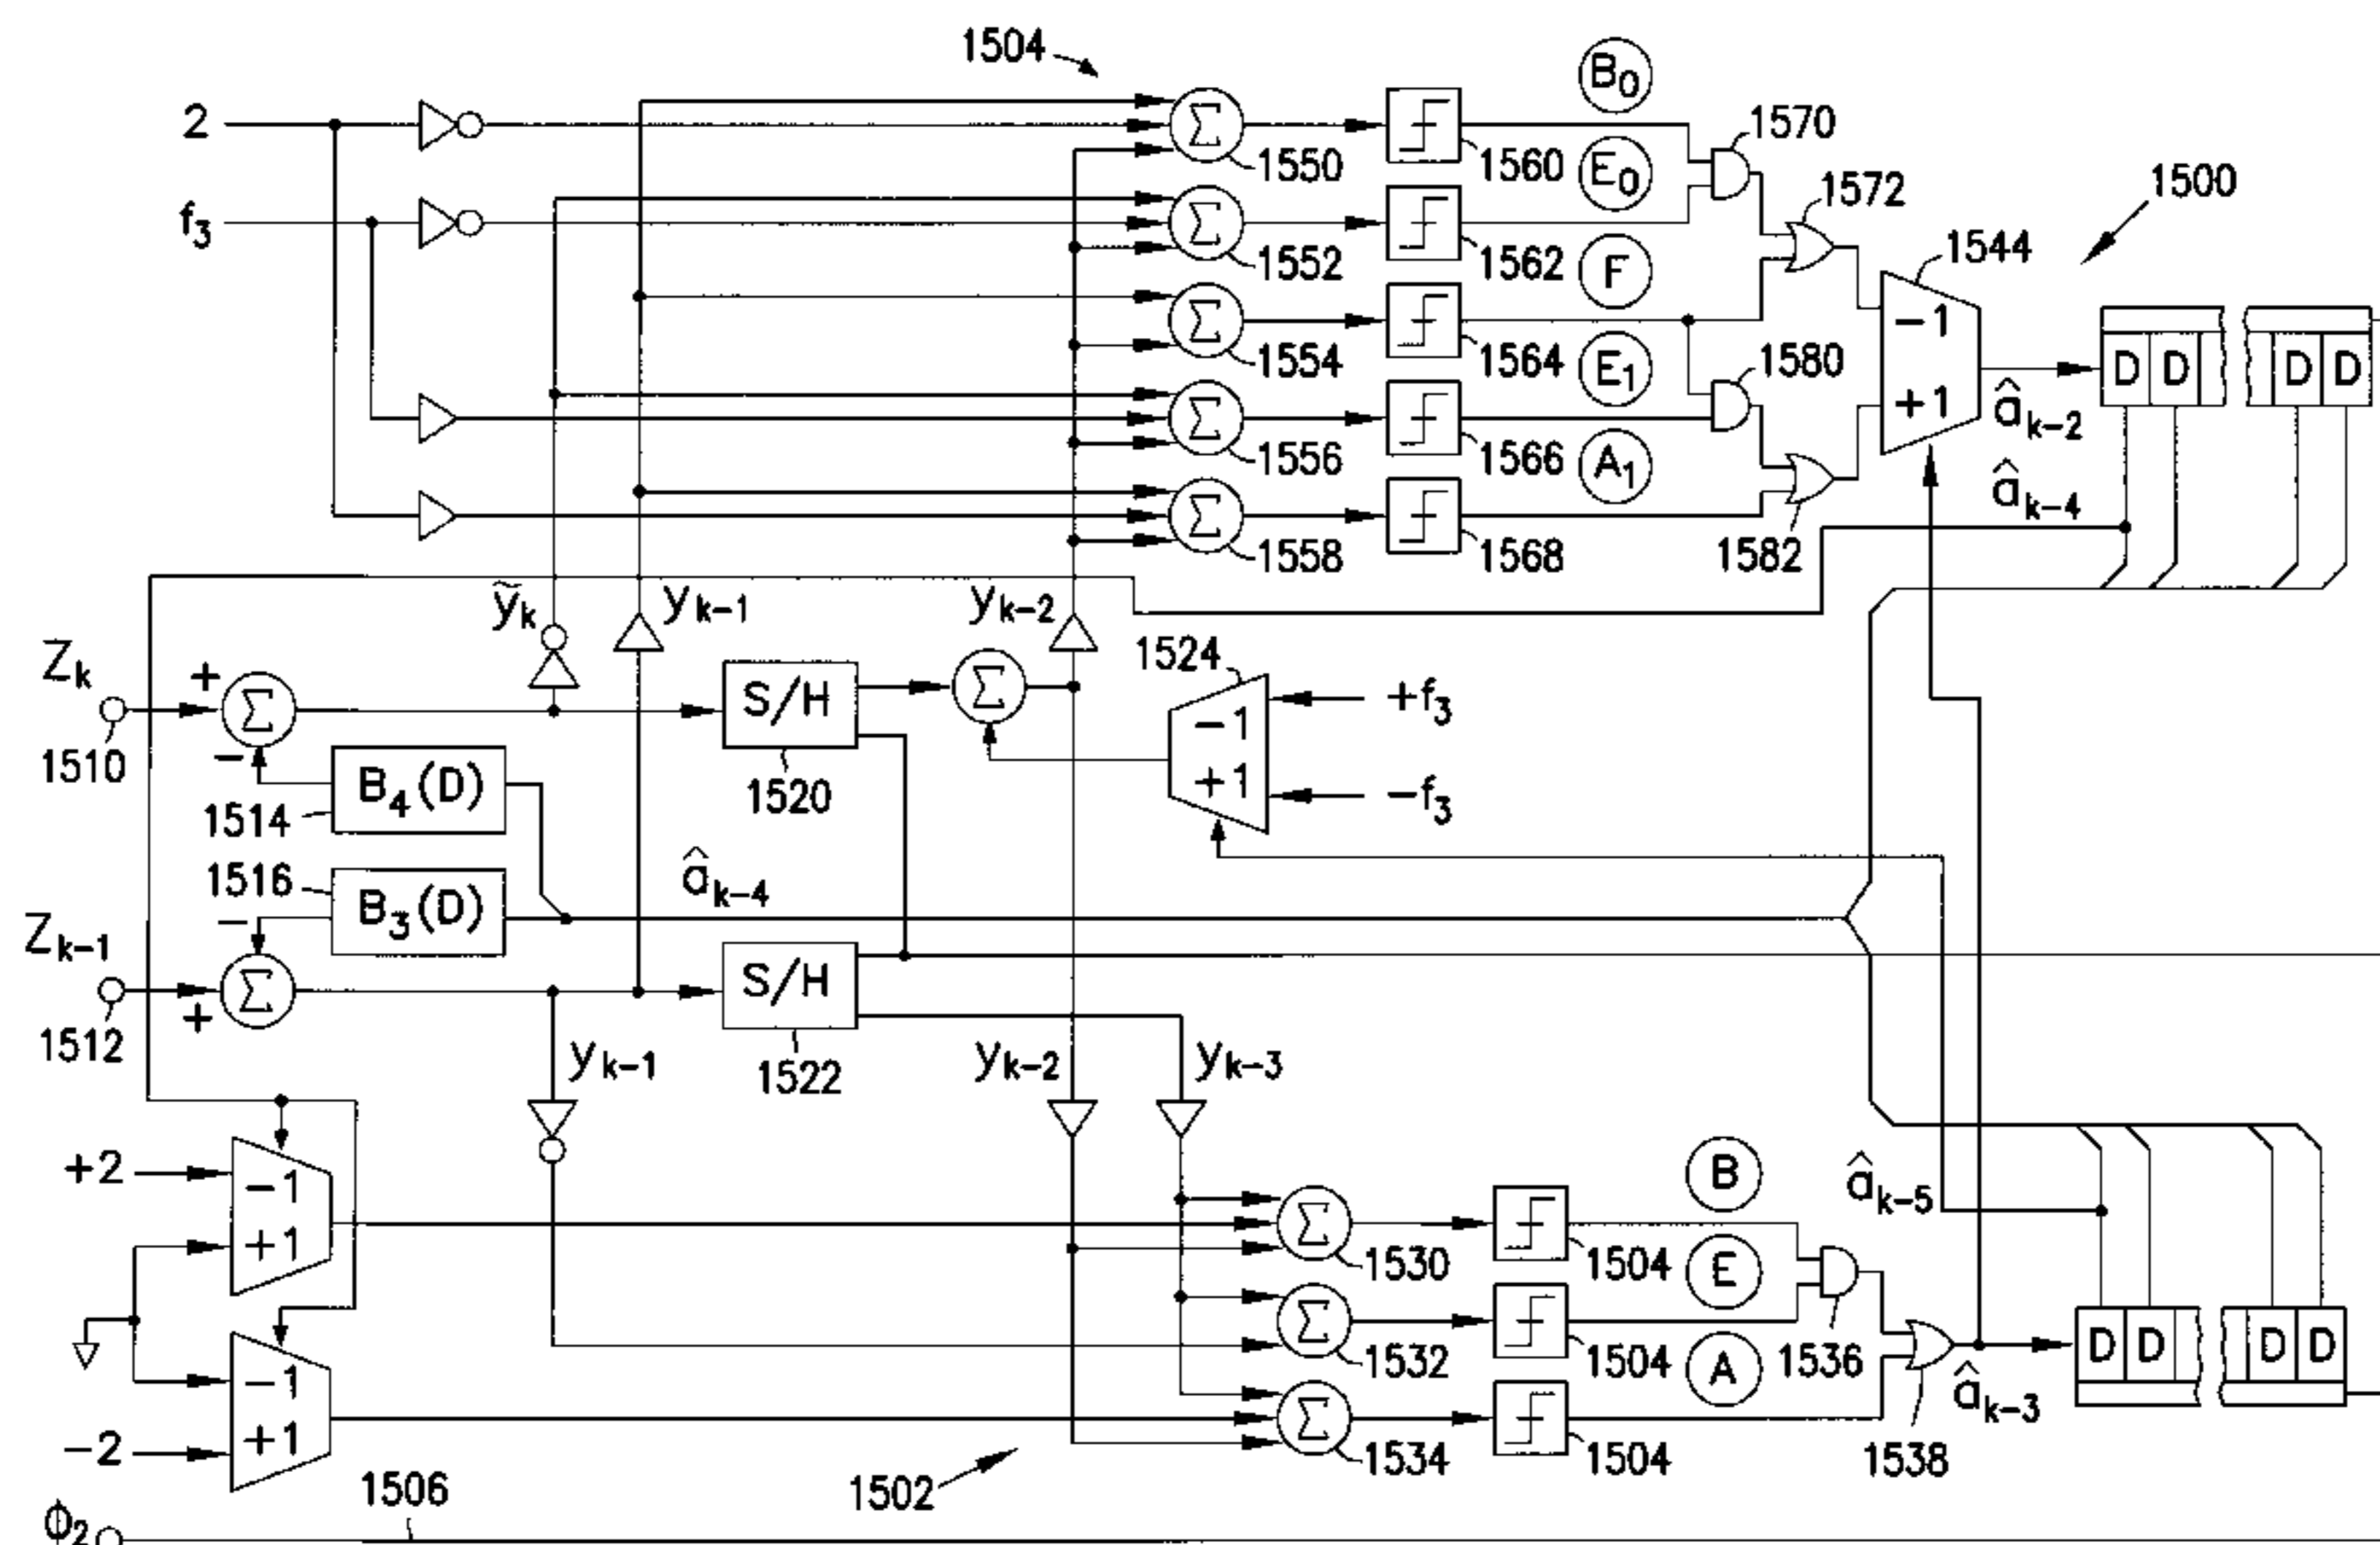 1504
B0
2
1570
1550
1560
E0
1572
1500
f3
1552
1562
F
1544
-1
1554
1564
E1
1580
D D D D
+1
âk-2
1556
1566
A1
âk-4
1558
1568
1582
ỹk
yk-1
yk-2
Zk
+
Σ
S/H
Σ
1524
-1
+f3
1510
-
B4(D)
1520
+1
-f3
1514
1516
âk-4
B3(D)
Zk-1
-
Σ
S/H
+
1512
yk-1
1522
yk-2
yk-3
+2
-1
B
âk-5
+1
Σ
1530
1504
E
Σ
1532
1504
1536
D D D D
-1
A
âk-3
-2
+1
Σ
1534
1504
1538
1506
1502
ϕ2